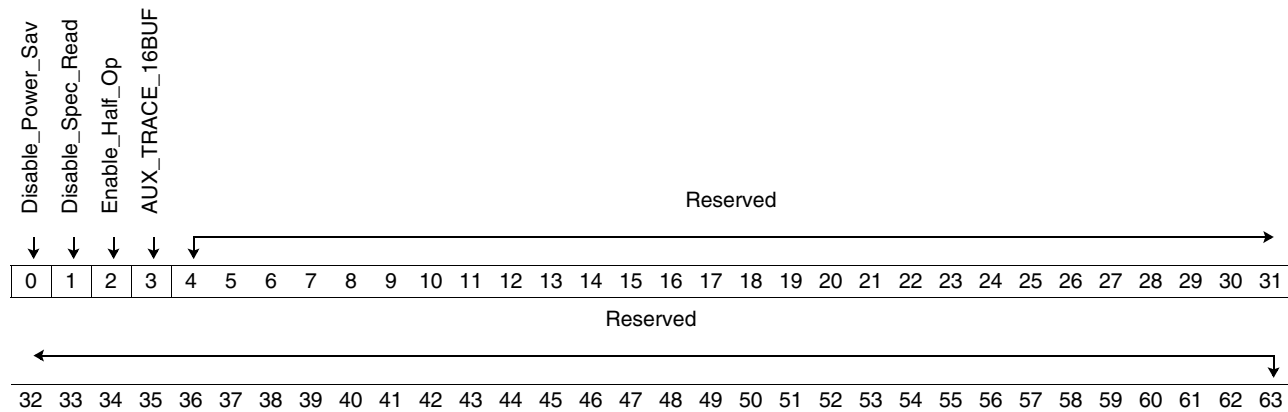 Disable_Power_Sav
Disable_Spec_Read
Enable_Half_Op
AUX_TRACE_16BUF
Reserved
0 1 2 3 4 5 6 7 8 9 10 11 12 13 14 15 16 17 18 19 20 21 22 23 24 25 26 27 28 29 30 31
Reserved
32 33 34 35 36 37 38 39 40 41 42 43 44 45 46 47 48 49 50 51 52 53 54 55 56 57 58 59 60 61 62 63